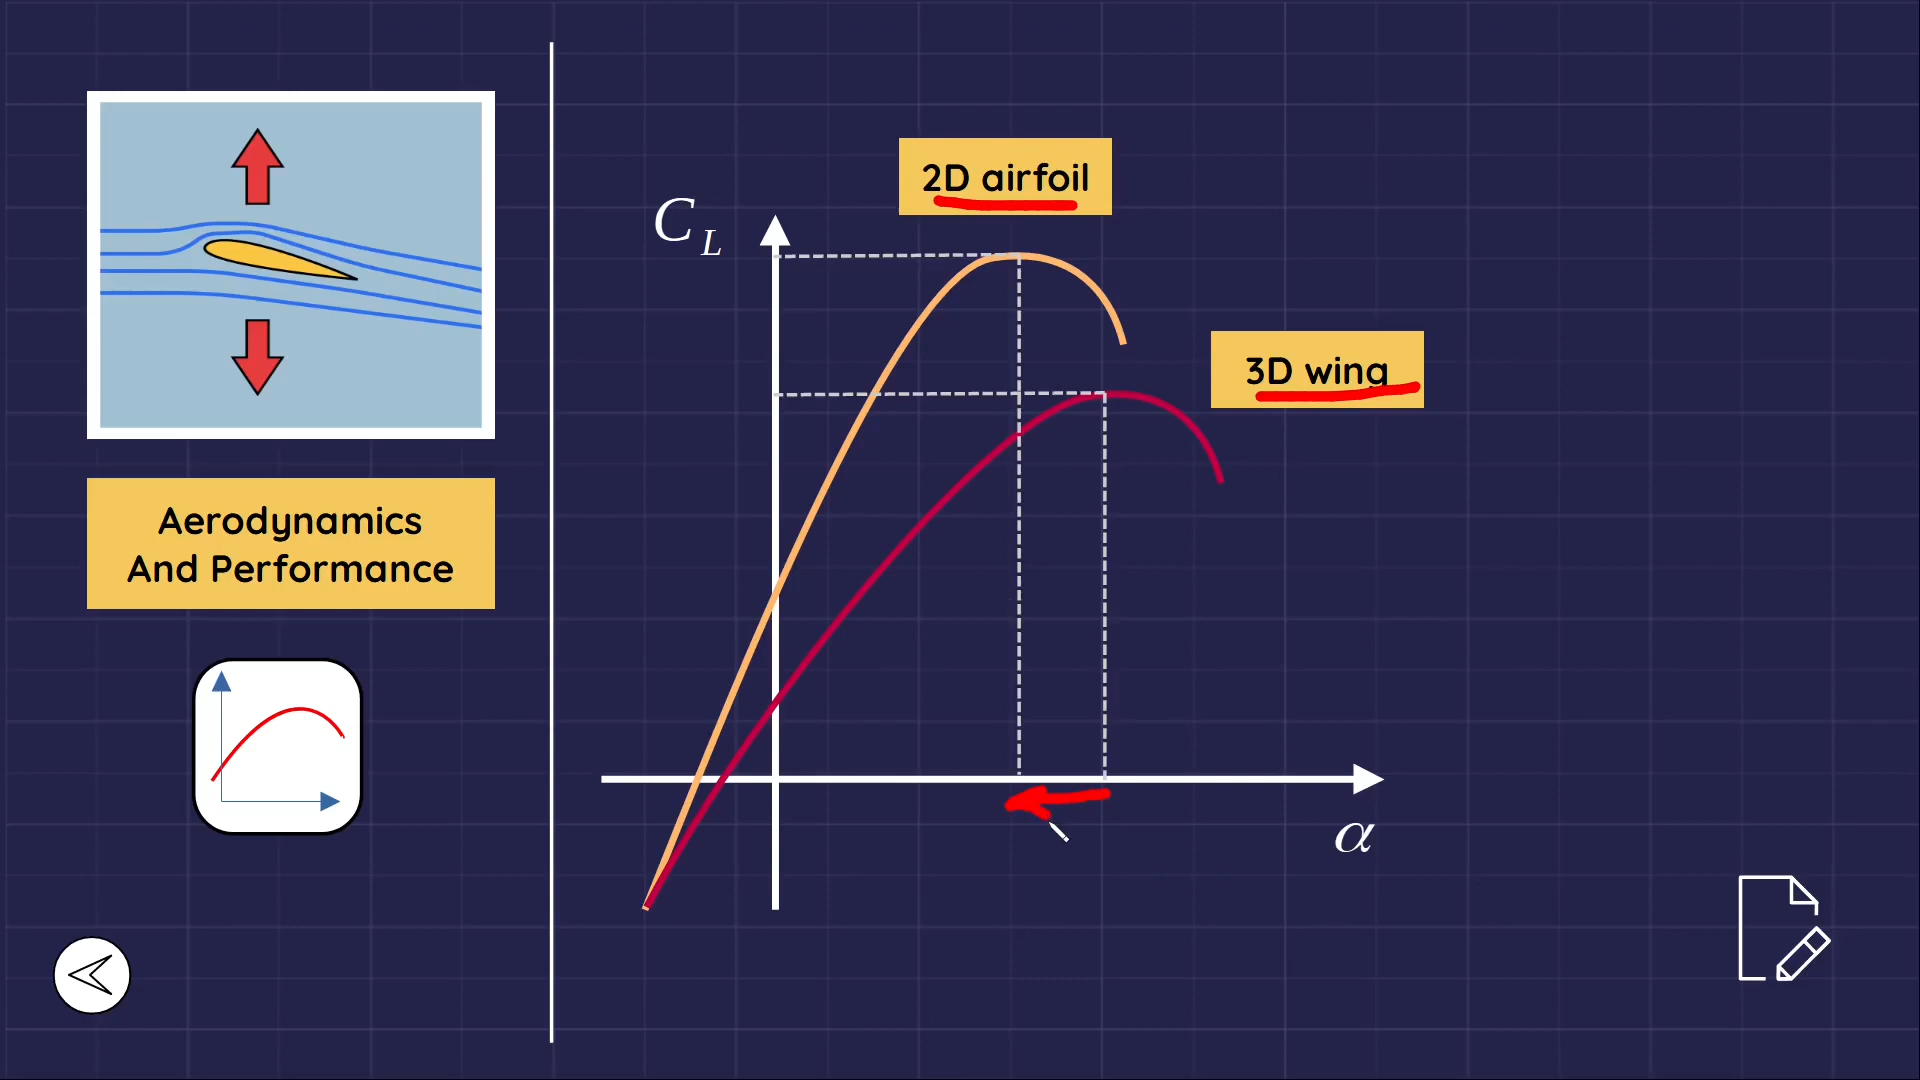 Aerodynamics
And Performance
2D airfoil
C L
3D wing
α